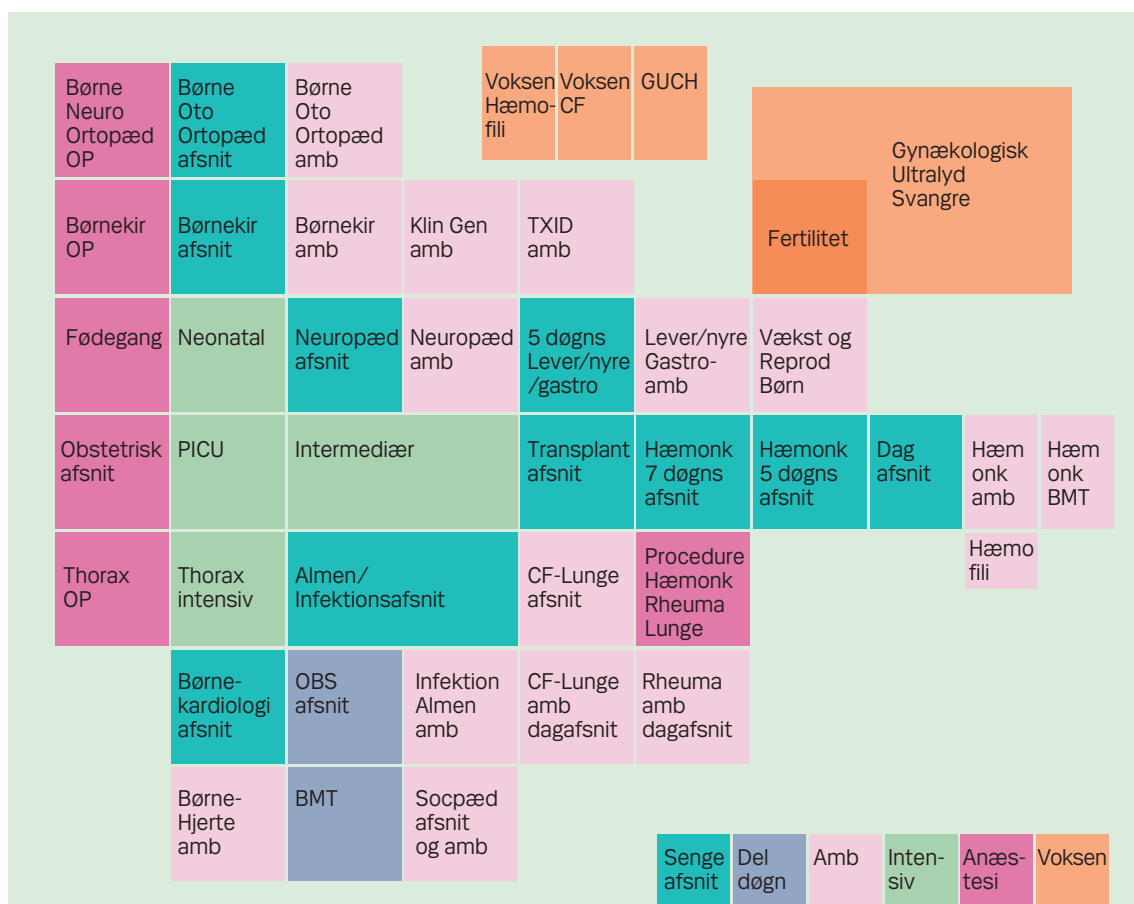 Børne
Neuro
Ortopæd
OP
Børne
Oto
Ortopæd
afsnit
Børne
Oto
Ortopæd
amb
Voksen
Hæmo-
fili
Voksen
CF
GUCH
Gynækologisk
Ultralyd
Svangre
Børnekir
OP
Børnekir
afsnit
Børnekir
amb
Klin Gen
amb
TXID
amb
Fertilitet
Fødegang
Neonatal
Neuropæd
afsnit
Neuropæd
amb
5 døgns
Lever/nyre
/gastro
Lever/nyre
Gastro-
amb
Vækst og
Reprod
Børn
Obstetrisk
afsnit
PICU
Intermediær
Transplant
afsnit
Hæmonk
7 døgns
afsnit
Hæmonk
5 døgns
afsnit
Dag
afsnit
Hæm
onk
amb
Hæm
onk
BMT
Thorax
OP
Thorax
intensiv
Almen/
Infektionsafsnit
CF-Lunge
afsnit
Procedure
Hæmonk
Rheuma
Lunge
Hæmo
fili
Børne-
kardiologi
afsnit
OBS
afsnit
Infektion
Almen
amb
CF-Lunge
amb
dagafsnit
Rheuma
amb
dagafsnit
Børne-
Hjerte
amb
BMT
Socpæd
afsnit
og amb
Senge
afsnit
Del
døgn
Amb
Inten-
siv
Anæs-
tesi
Voksen